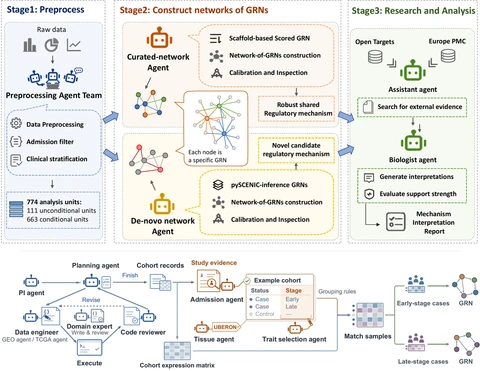 Stage1: Preprocess
Raw data
Preprocessing Agent Team
Data Preprocessing
Admission filter
Clinical stratification
774 analysis units:
111 unconditional units
663 conditional units
Stage2: Construct networks of GRNs
Curated-network
Agent
Scaffold-based Scored GRN
Network-of-GRNs construction
Calibration and Inspection
Robust shared
Regulatory mechanism
Each node is
a specific GRN
Novel candidate
regulatory mechanism
De-novo network
Agent
pySCENIC-inference GRNs
Network-of-GRNs construction
Calibration and Inspection
Stage3: Research and Analysis
Open Targets
Europe PMC
Assistant agent
Search for external evidence
Biologist agent
Generate interpretations
Evaluate support strength
Mechanism
Interpretation
Report
PI agent
Planning agent
Finish
Revise
Data engineer
GEO agent / TCGA agent
Domain expert
Write & review
Code reviewer
Execute
Cohort records
Cohort expression matrix
Study evidence
Admission agent
UBERON
Tissue agent
Example cohort
Status Stage
Case Early
Case Late
Control
Trait selection agent
Grouping rules
Match samples
Early-stage cases
GRN
Late-stage cases
GRN